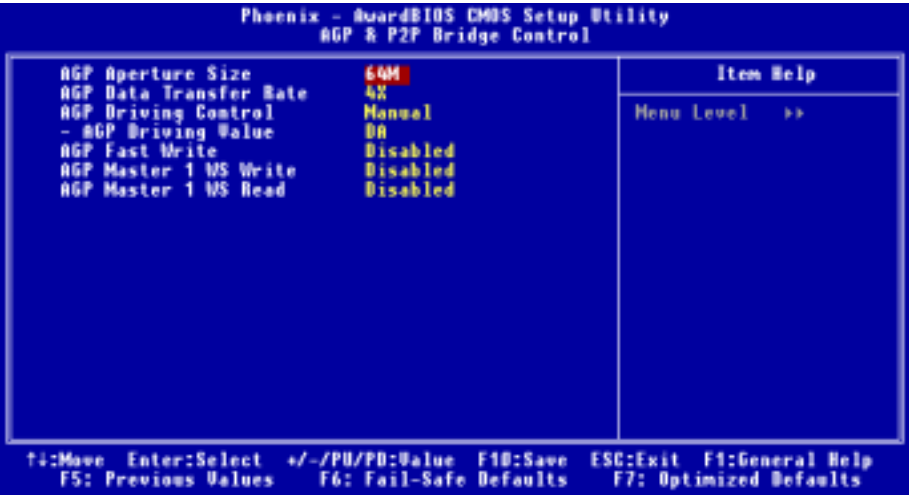 Phoenix - AwardBIOS CMOS Setup Utility
AGP & P2P Bridge Control
AGP Aperture Size 64M
AGP Data Transfer Rate 4X
AGP Driving Control Manual
- AGP Driving Value DA
AGP Fast Write Disabled
AGP Master 1 WS Write Disabled
AGP Master 1 WS Read Disabled
Item Help
Menu Level ►►
↑↓:Move Enter:Select +/-/PU/PD:Value F10:Save ESC:Exit F1:General Help
F5: Previous Values F6: Fail-Safe Defaults F7: Optimized Defaults